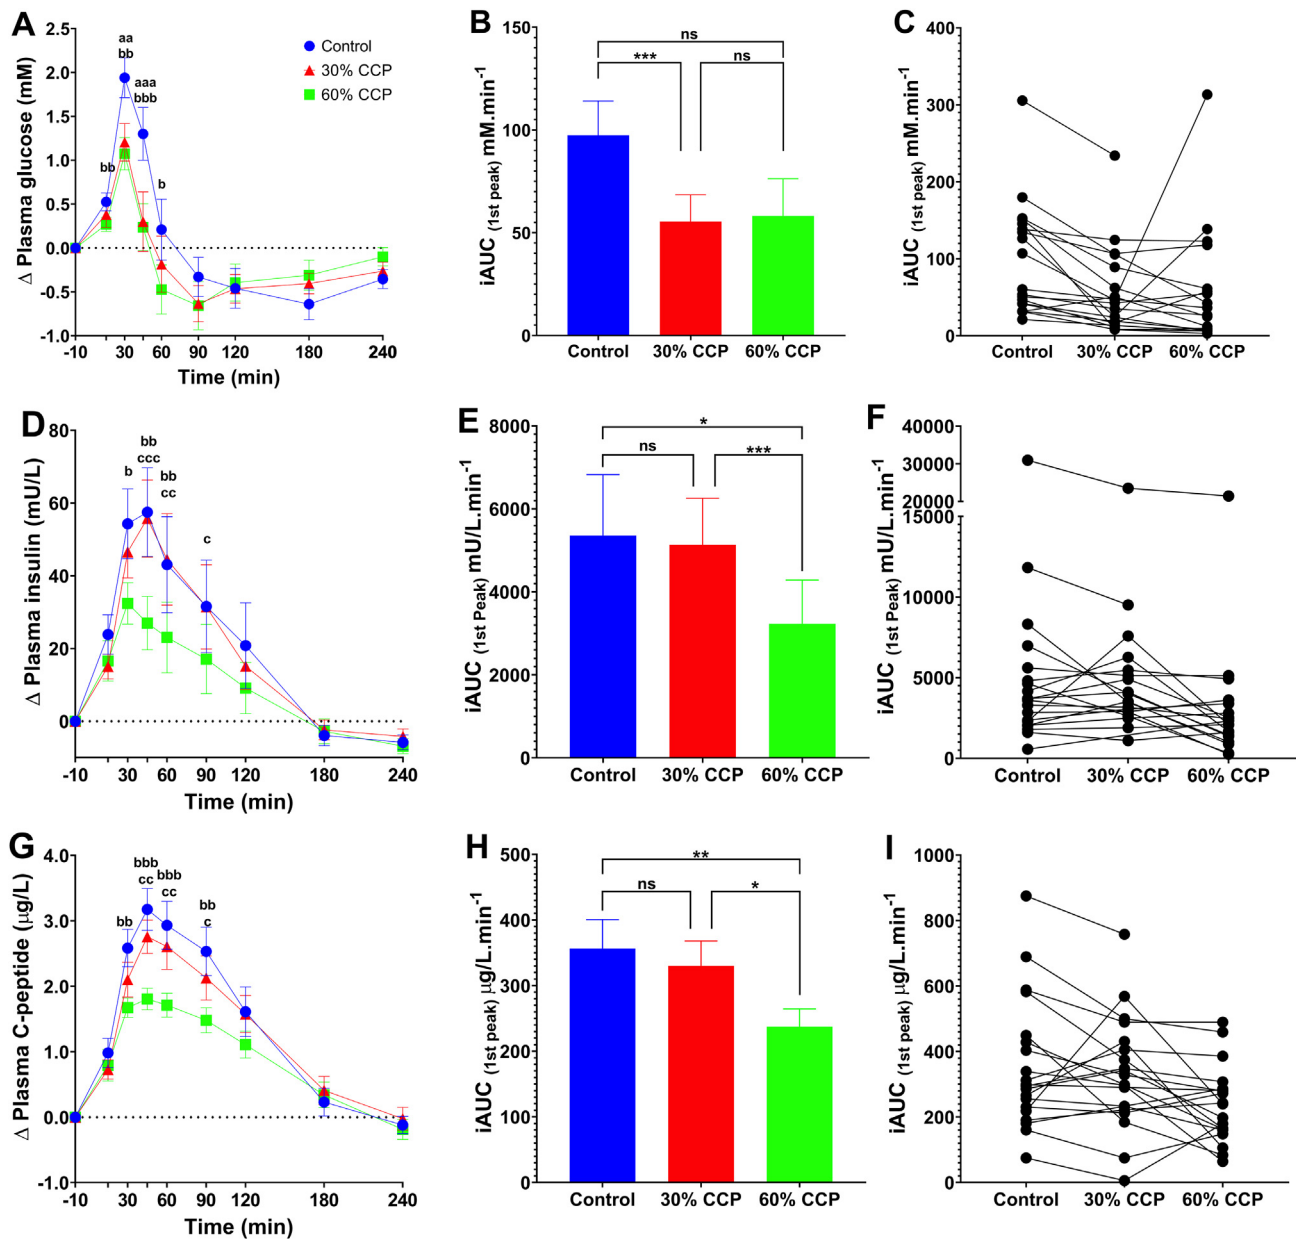 A
Δ Plasma glucose (mM)
2.5
2.0
1.5
1.0
0.5
0.0
-0.5
-1.0
aa
bb
aaa
bbb
bb
b
Control
30% CCP
60% CCP
-10 30 60 90 120 180 240
Time (min)
B
iAUC (1st peak) mM.min-1
150
100
50
0
ns
*** ns
Control 30% CCP 60% CCP
C
iAUC (1st peak) mM.min-1
400
300
200
100
0
Control 30% CCP 60% CCP
D
Δ Plasma insulin (mU/L)
80
60
40
20
0
bb
b ccc bb
cc
c
-10 30 60 90 120 180 240
Time (min)
E
iAUC (1st Peak) mU/L.min-1
8000
6000
4000
2000
0
*
ns ***
Control 30% CCP 60% CCP
F
iAUC (1st Peak) mU/L.min-1
40000
30000
20000
15000
10000
5000
0
Control 30% CCP 60% CCP
G
Δ Plasma C-peptide (μg/L)
4.0
3.0
2.0
1.0
0.0
-1.0
bbb
cc bbb
cc
bb bb
c
-10 30 60 90 120 180 240
Time (min)
H
iAUC (1st peak) μg/L.min-1
500
400
300
200
100
0
**
ns *
Control 30% CCP 60% CCP
I
iAUC (1st peak) μg/L.min-1
1000
800
600
400
200
0
Control 30% CCP 60% CCP